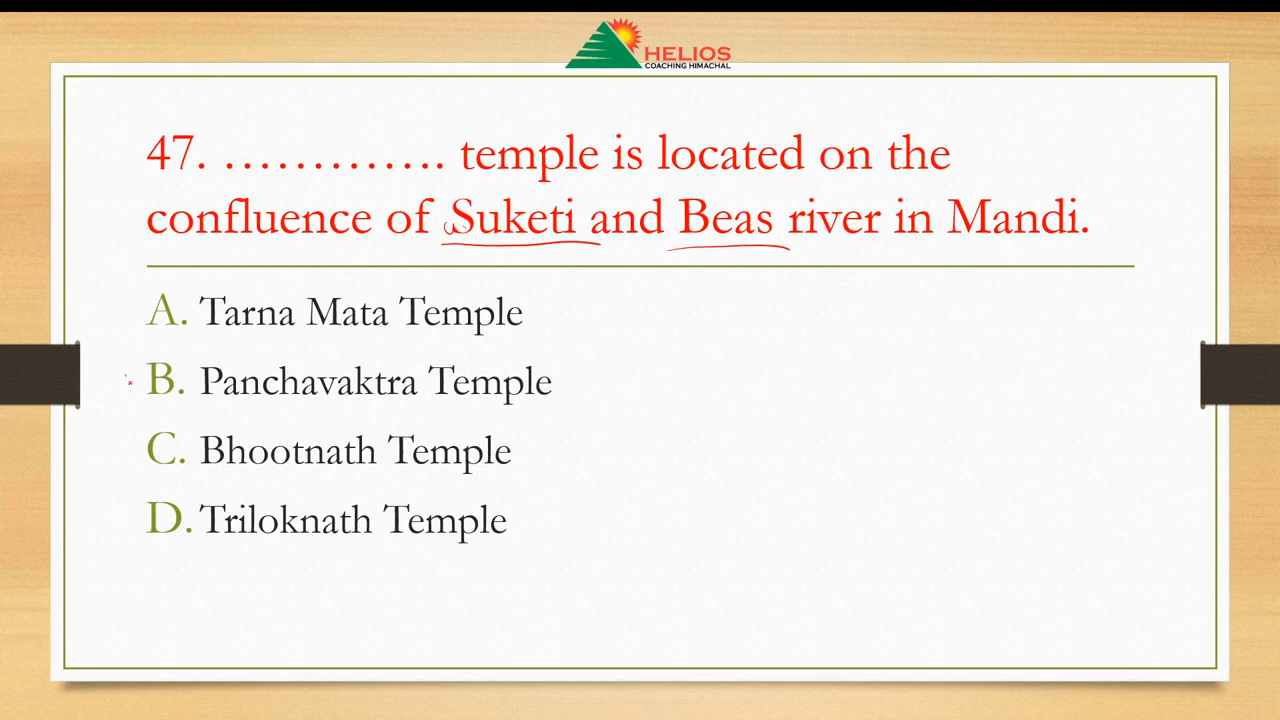 HELIOS
COACHING HIMACHAL
47. …………. temple is located on the
confluence of Suketi and Beas river in Mandi.
A. Tarna Mata Temple
B. Panchavaktra Temple
C. Bhootnath Temple
D. Triloknath Temple